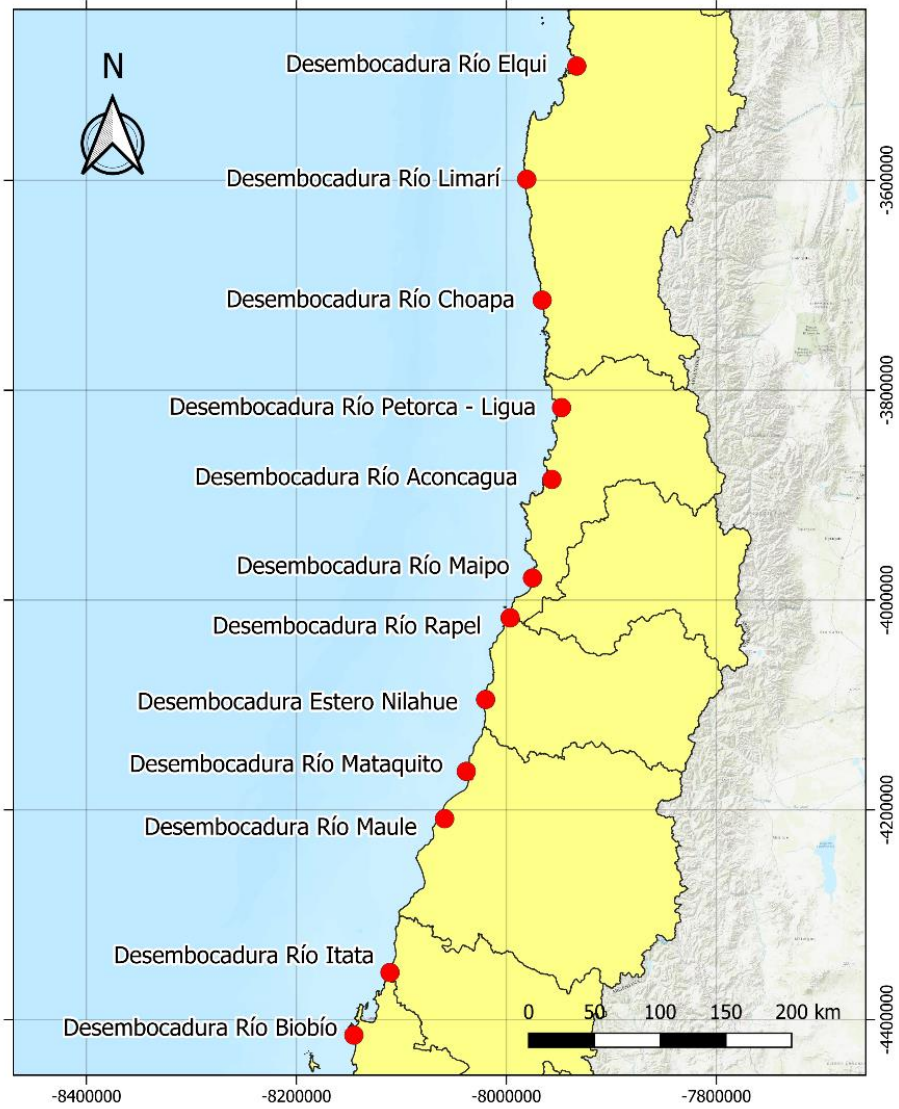 N
Desembocadura Río Elqui
Desembocadura Río Limarí
Desembocadura Río Choapa
Desembocadura Río Petorca - Ligua
Desembocadura Río Aconcagua
Desembocadura Río Maipo
Desembocadura Río Rapel
Desembocadura Estero Nilahue
Desembocadura Río Mataquito
Desembocadura Río Maule
Desembocadura Río Itata
Desembocadura Río Biobío
0 50 100 150 200 km
-3600000
-3800000
-4000000
-4200000
-4400000
-8400000 -8200000 -8000000 -7800000